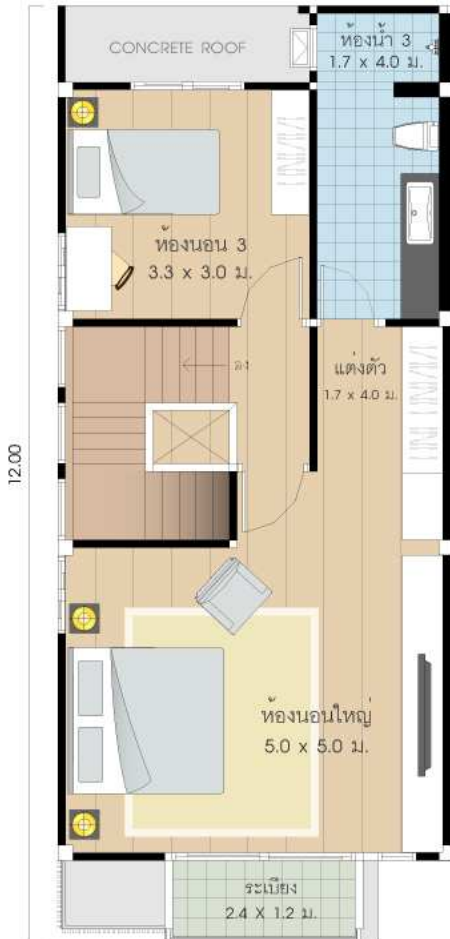 CONCRETE ROOF
ห้องน้ำ 3
1.7 x 4.0 ม.
ห้องนอน 3
3.3 x 3.0 ม.
ลง
แต่งตัว
1.7 x 4.0 ม.
12.00
ห้องนอนใหญ่
5.0 x 5.0 ม.
ระเบียง
2.4 X 1.2 ม.